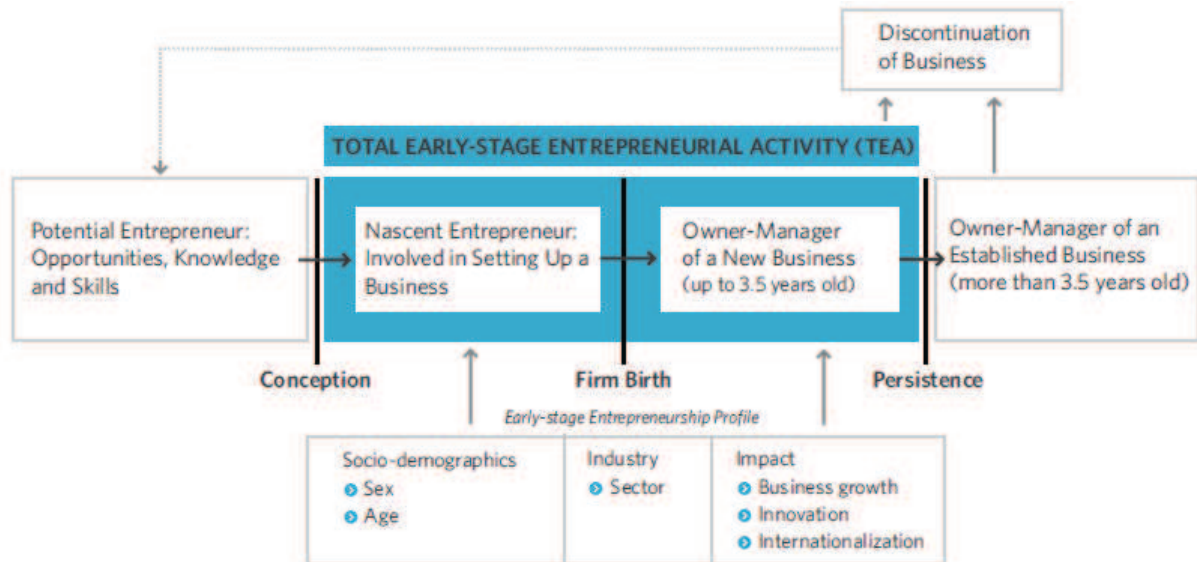 Discontinuation
of Business
TOTAL EARLY-STAGE ENTREPRENEURIAL ACTIVITY (TEA)
Potential Entrepreneur:
Opportunities, Knowledge
and Skills
Nascent Entrepreneur:
Involved in Setting Up a
Business
Owner-Manager
of a New Business
(up to 3.5 years old)
Owner-Manager of an
Established Business
(more than 3.5 years old)
Conception
Firm Birth
Persistence
Early-stage Entrepreneurship Profile
Socio-demographics
Sex
Age
Industry
Sector
Impact
Business growth
Innovation
Internationalization